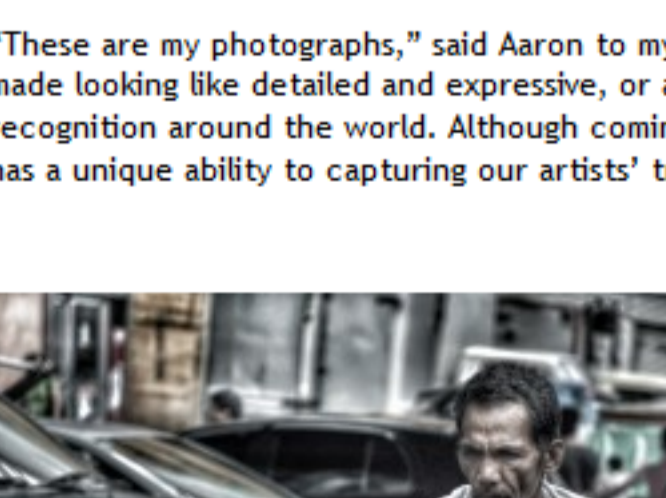 "These are my photographs," said Aaron to my
made looking like detailed and expressive, or
recognition around the world. Although
has a unique ability to capturing our artists'